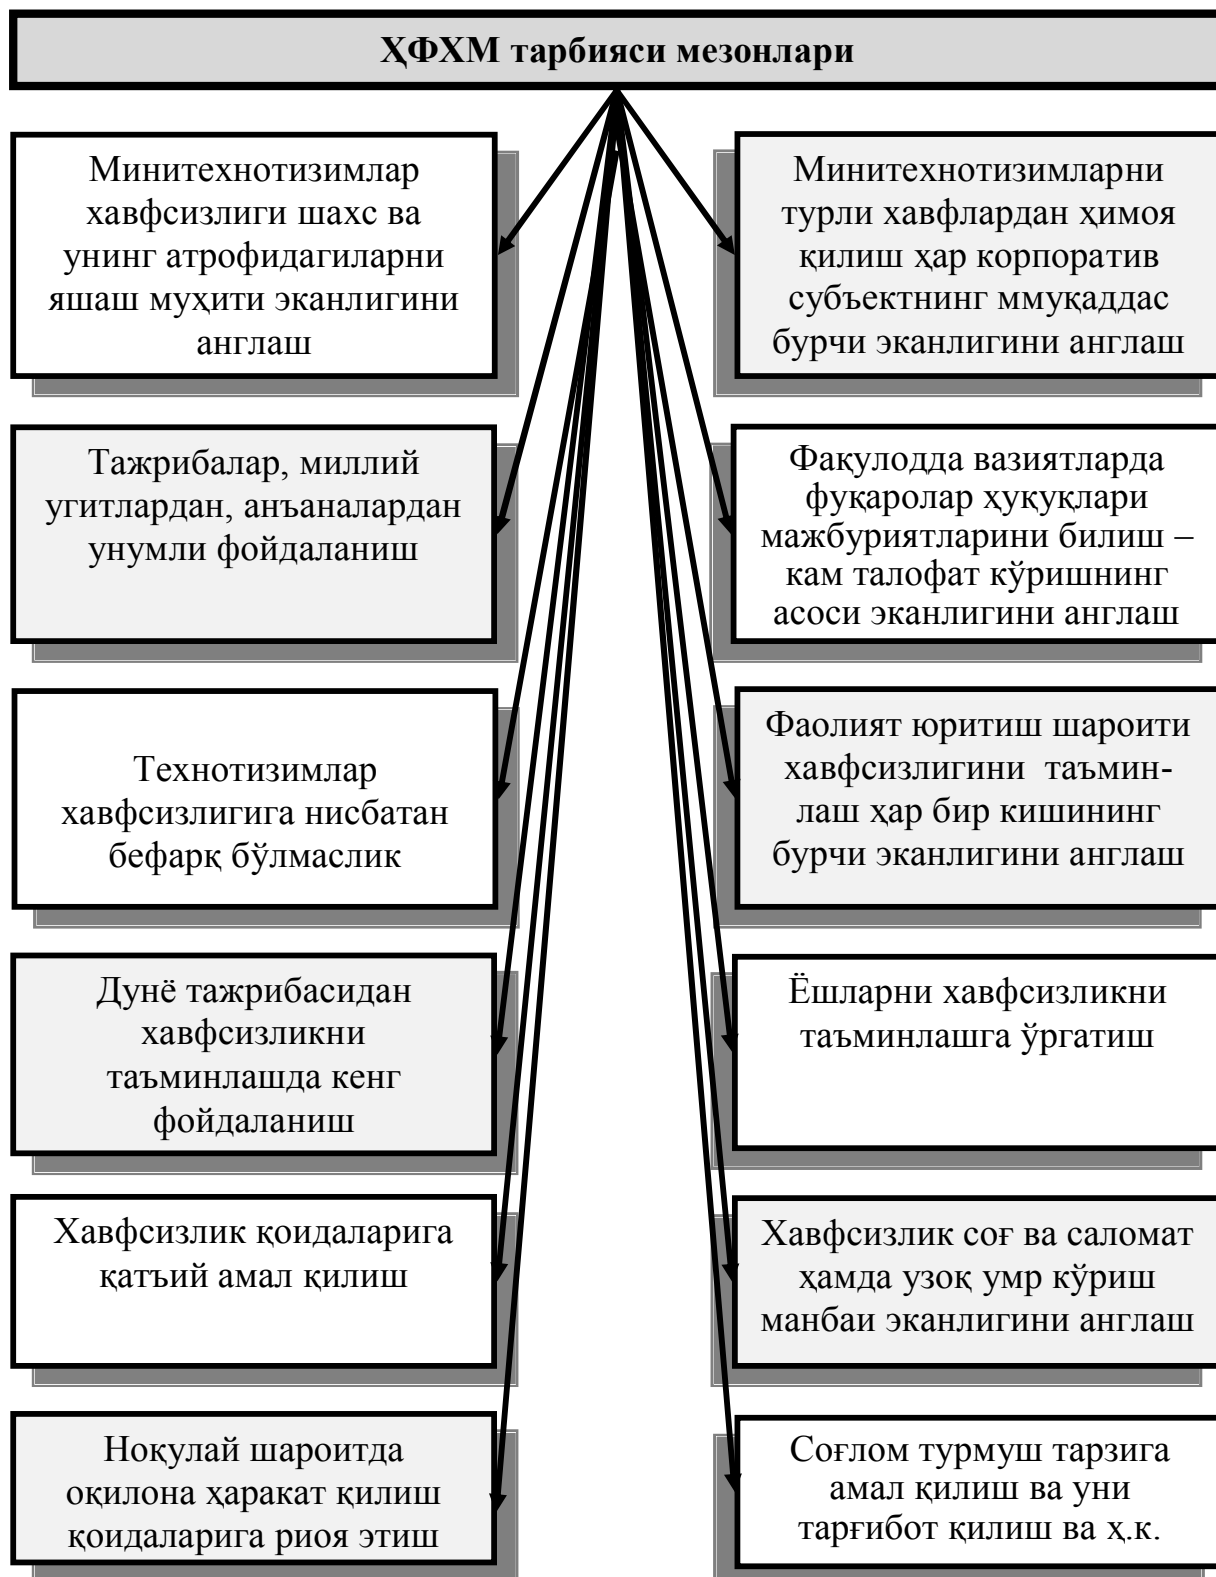 ҲФХМ тарбияси мезонлари
Минитехнотизимлар
хавфсизлиги шахс ва
унинг атрофидагиларни
яшаш муҳити эканлигини
англаш
Минитехнотизимларни
турли хавфлардан ҳимоя
қилиш ҳар корпоратив
субъектнинг ммуқаддас
бурчи эканлигини англаш
Тажрибалар, миллий
угитлардан, анъаналардан
унумли фойдаланиш
Фақулодда вазиятларда
фуқаролар ҳуқуқлари
мажбуриятларини билиш –
кам талофат кўришнинг
асоси эканлигини англаш
Технотизимлар
хавфсизлигига нисбатан
бефарқ бўлмаслик
Фаолият юритиш шароити
хавфсизлигини таъмин-
лаш ҳар бир кишининг
бурчи эканлигини англаш
Дунё тажрибасидан
хавфсизликни
таъминлашда кенг
фойдаланиш
Ёшларни хавфсизликни
таъминлашга ўргатиш
Хавфсизлик қоидаларига
қатъий амал қилиш
Хавфсизлик соғ ва саломат
ҳамда узоқ умр кўриш
манбаи эканлигини англаш
Ноқулай шароитда
оқилона ҳаракат қилиш
қоидаларига риоя этиш
Соғлом турмуш тарзига
амал қилиш ва уни
тарғибот қилиш ва ҳ.к.